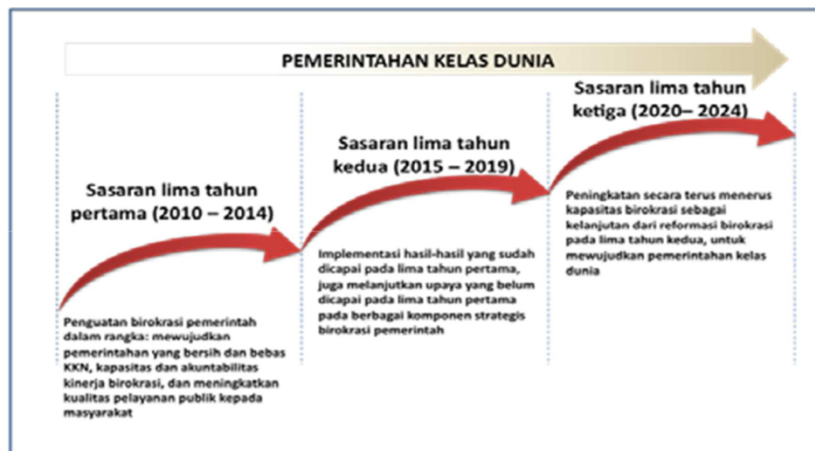 PEMERINTAHAN KELAS DUNIA
Sasaran lima tahun
pertama (2010 – 2014)
Penguatan birokrasi pemerintah
dalam rangka: mewujudkan
pemerintahan yang bersih dan bebas
KKN, kapasitas dan akuntabilitas
kinerja birokrasi, dan meningkatkan
kualitas pelayanan publik kepada
masyarakat
Sasaran lima tahun
kedua (2015 – 2019)
Implementasi hasil-hasil yang sudah
dicapai pada lima tahun pertama,
juga melanjutkan upaya yang belum
dicapai pada lima tahun pertama
pada berbagai komponen strategis
birokrasi pemerintah
Sasaran lima tahun
ketiga (2020– 2024)
Peningkatan secara terus menerus
kapasitas birokrasi sebagai
kelanjutan dari reformasi birokrasi
pada lima tahun kedua, untuk
mewujudkan pemerintahan kelas
dunia